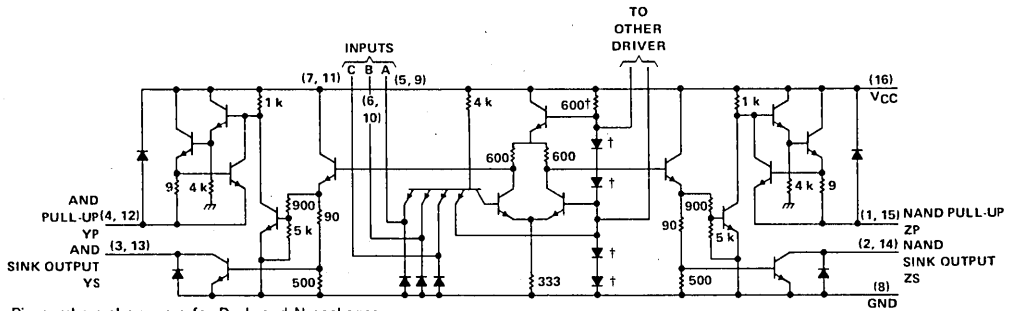 TO
OTHER
DRIVER
INPUTS
C B A
(7, 11)
(5, 9)
(6,
10)
(16)
VCC
1 k
4 k
600†
1 k
†
600
600
†
9
4 k
900
5 k
90
90
900
5 k
4 k
9
AND
PULL-UP (4, 12)
YP
(1, 15) NAND PULL-UP
ZP
AND (3, 13)
SINK OUTPUT
YS
(2, 14) NAND
SINK OUTPUT
ZS
†
†
500
333
500
(8)
GND